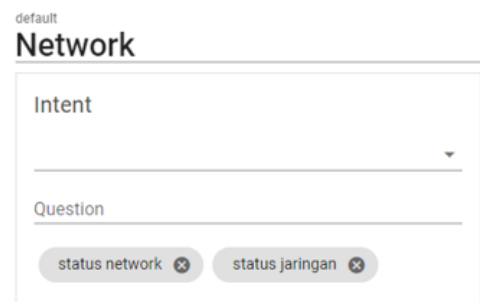 default
Network
Intent
Question
status network status jaringan